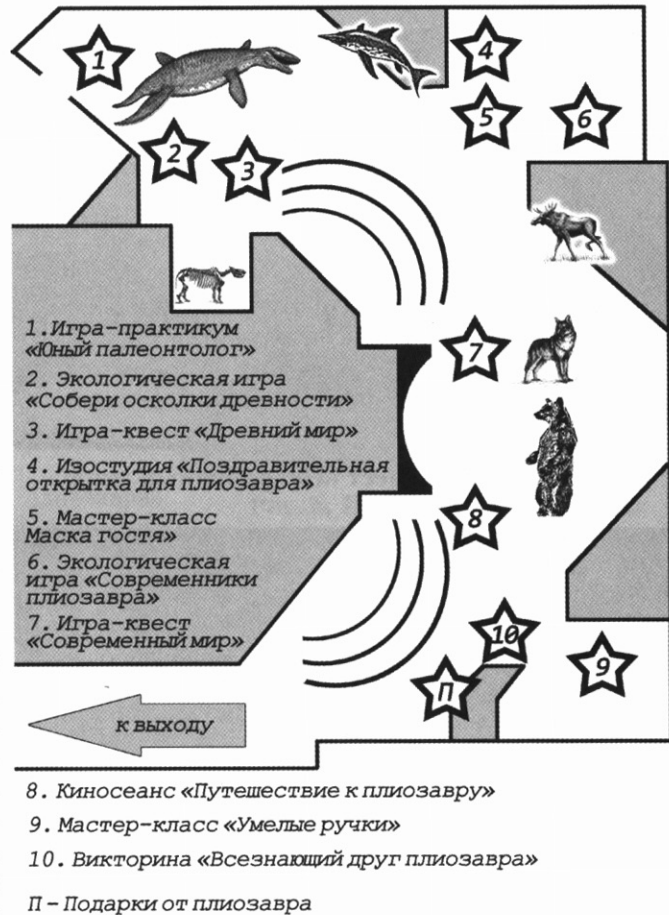 1
2
3
4
5
6
1.Игра-практикум
«Юный палеонтолог»
2. Экологическая игра
«Собери осколки древности»
3. Игра-квест «Древний мир»
4. Изостудия «Поздравительная
открытка для плиозавра»
5. Мастер-класс
Маска гостя»
6. Экологическая
игра «Современники
плиозавра»
7. Игра-квест
«Современный мир»
7
8
10
9
П
к выходу
8. Киносеанс «Путешествие к плиозавру»
9. Мастер-класс «Умелые ручки»
10. Викторина «Всезнающий друг плиозавра»
П – Подарки от плиозавра